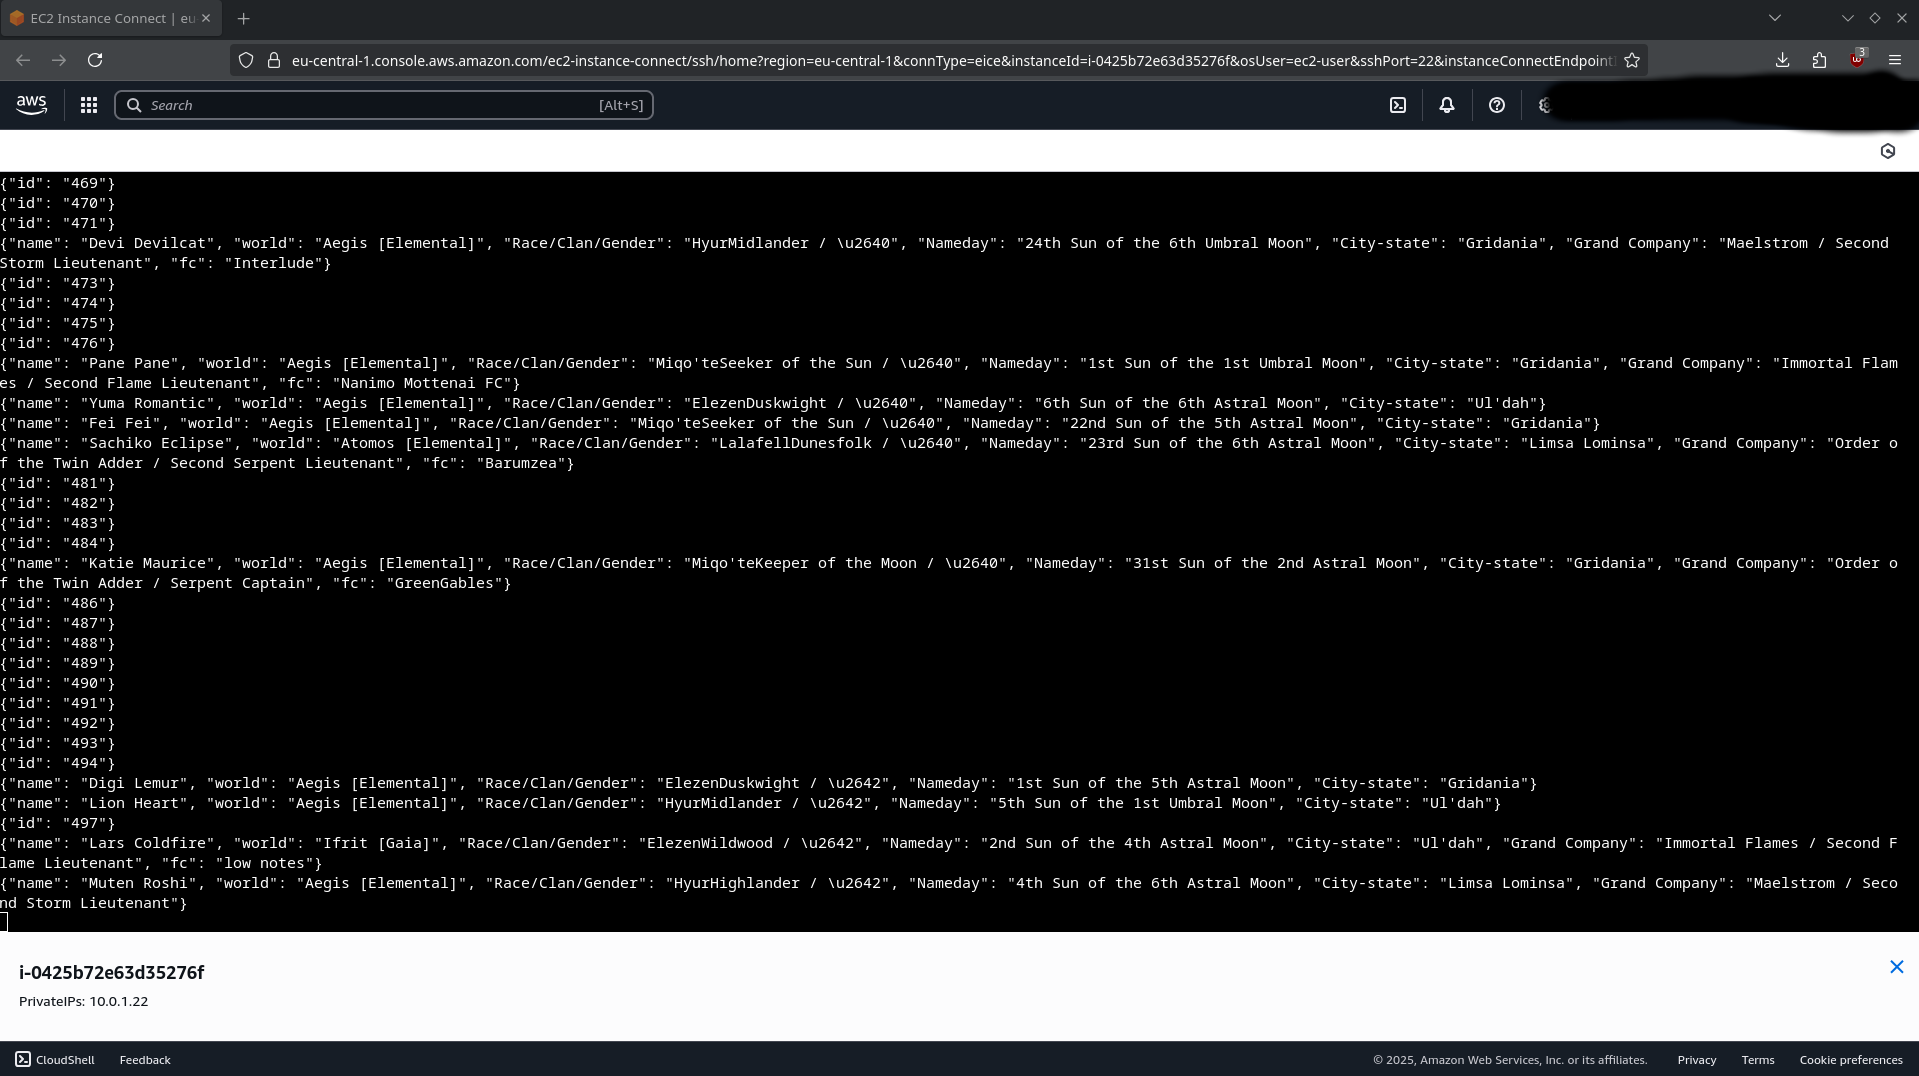 EC2 Instance Connect | eu
eu-central-1.console.aws.amazon.com/ec2-instance-connect/ssh/home?region=eu-central-1&connType=eice&instanceId=i-0425b72e63d35276f&osUser=ec2-user&sshPort=22&instanceConnectEndpoint
3
aws
Search [Alt+S]
{"id": "469"}
{"id": "470"}
{"id": "471"}
{"name": "Devi Devilcat", "world": "Aegis [Elemental]", "Race/Clan/Gender": "HyurMidlander / \u2640", "Nameday": "24th Sun of the 6th Umbral Moon", "City-state": "Gridania", "Grand Company": "Maelstrom / Second
Storm Lieutenant", "fc": "Interlude"}
{"id": "473"}
{"id": "474"}
{"id": "475"}
{"id": "476"}
{"name": "Pane Pane", "world": "Aegis [Elemental]", "Race/Clan/Gender": "Miqo'teSeeker of the Sun / \u2640", "Nameday": "1st Sun of the 1st Umbral Moon", "City-state": "Gridania", "Grand Company": "Immortal Flam
es / Second Flame Lieutenant", "fc": "Nanimo Mottenai FC"}
{"name": "Yuma Romantic", "world": "Aegis [Elemental]", "Race/Clan/Gender": "ElezenDuskwight / \u2640", "Nameday": "6th Sun of the 6th Astral Moon", "City-state": "Ul'dah"}
{"name": "Fei Fei", "world": "Aegis [Elemental]", "Race/Clan/Gender": "Miqo'teSeeker of the Sun / \u2640", "Nameday": "22nd Sun of the 5th Astral Moon", "City-state": "Gridania"}
{"name": "Sachiko Eclipse", "world": "Atomos [Elemental]", "Race/Clan/Gender": "LalafellDunesfolk / \u2640", "Nameday": "23rd Sun of the 6th Astral Moon", "City-state": "Limsa Lominsa", "Grand Company": "Order o
f the Twin Adder / Second Serpent Lieutenant", "fc": "Barumzea"}
{"id": "481"}
{"id": "482"}
{"id": "483"}
{"id": "484"}
{"name": "Katie Maurice", "world": "Aegis [Elemental]", "Race/Clan/Gender": "Miqo'teKeeper of the Moon / \u2640", "Nameday": "31st Sun of the 2nd Astral Moon", "City-state": "Gridania", "Grand Company": "Order o
f the Twin Adder / Serpent Captain", "fc": "GreenGables"}
{"id": "486"}
{"id": "487"}
{"id": "488"}
{"id": "489"}
{"id": "490"}
{"id": "491"}
{"id": "492"}
{"id": "493"}
{"id": "494"}
{"name": "Digi Lemur", "world": "Aegis [Elemental]", "Race/Clan/Gender": "ElezenDuskwight / \u2642", "Nameday": "1st Sun of the 5th Astral Moon", "City-state": "Gridania"}
{"name": "Lion Heart", "world": "Aegis [Elemental]", "Race/Clan/Gender": "HyurMidlander / \u2642", "Nameday": "5th Sun of the 1st Umbral Moon", "City-state": "Ul'dah"}
{"id": "497"}
{"name": "Lars Coldfire", "world": "Ifrit [Gaia]", "Race/Clan/Gender": "ElezenWildwood / \u2642", "Nameday": "2nd Sun of the 4th Astral Moon", "City-state": "Ul'dah", "Grand Company": "Immortal Flames / Second F
lame Lieutenant", "fc": "low notes"}
{"name": "Muten Roshi", "world": "Aegis [Elemental]", "Race/Clan/Gender": "HyurHighlander / \u2642", "Nameday": "4th Sun of the 6th Astral Moon", "City-state": "Limsa Lominsa", "Grand Company": "Maelstrom / Seco
nd Storm Lieutenant"}
i-0425b72e63d35276f
PrivateIPs: 10.0.1.22
CloudShell Feedback © 2025, Amazon Web Services, Inc. or its affiliates. Privacy Terms Cookie preferences